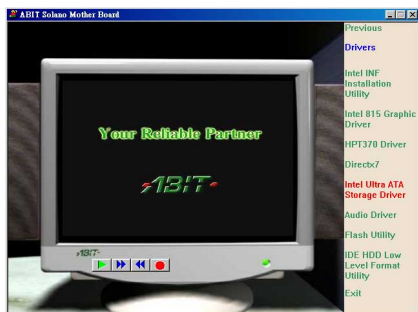 ABIT Solano Mother Board
Your Reliable Partner
ABIT
ABIT
Previous
Drivers
Intel INF
Installation
Utility
Intel 815 Graphic
Driver
HPT370 Driver
Directx7
Intel Ultra ATA
Storage Driver
Audio Driver
Flash Utility
IDE HDD Low
Level Format
Utility
Exit